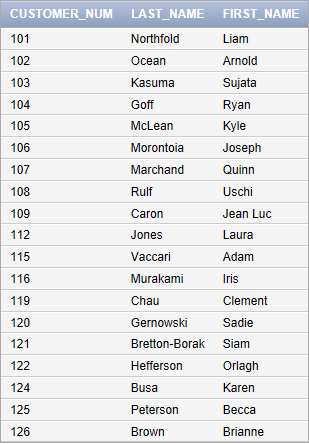 CUSTOMER_NUM LAST_NAME FIRST_NAME
101 Northfold Liam
102 Ocean Arnold
103 Kasuma Sujata
104 Goff Ryan
105 McLean Kyle
106 Morontoia Joseph
107 Marchand Quinn
108 Rulf Uschi
109 Caron Jean Luc
112 Jones Laura
115 Vaccari Adam
116 Murakami Iris
119 Chau Clement
120 Gernowski Sadie
121 Bretton-Borak Siam
122 Hefferson Orlagh
124 Busa Karen
125 Peterson Becca
126 Brown Brianne